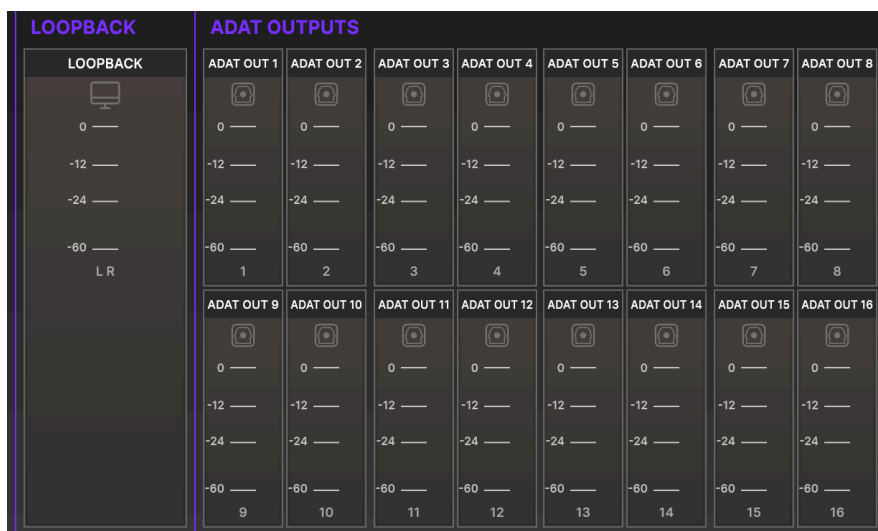 LOOPBACK
ADAT OUTPUTS
LOOPBACK
0
-12
-24
-60
L R
ADAT OUT 1 ADAT OUT 2 ADAT OUT 3 ADAT OUT 4 ADAT OUT 5 ADAT OUT 6 ADAT OUT 7 ADAT OUT 8
0 0 0 0 0 0 0 0
-12 -12 -12 -12 -12 -12 -12 -12
-24 -24 -24 -24 -24 -24 -24 -24
-60 -60 -60 -60 -60 -60 -60 -60
1 2 3 4 5 6 7 8
ADAT OUT 9 ADAT OUT 10 ADAT OUT 11 ADAT OUT 12 ADAT OUT 13 ADAT OUT 14 ADAT OUT 15 ADAT OUT 16
0 0 0 0 0 0 0 0
-12 -12 -12 -12 -12 -12 -12 -12
-24 -24 -24 -24 -24 -24 -24 -24
-60 -60 -60 -60 -60 -60 -60 -60
9 10 11 12 13 14 15 16